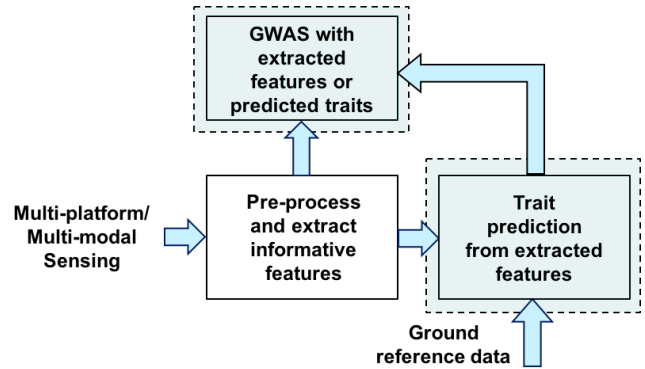 GWAS with
extracted
features or
predicted traits
Multi-platform/
Multi-modal
Sensing
Pre-process
and extract
informative
features
Trait
prediction
from extracted
features
Ground
reference data